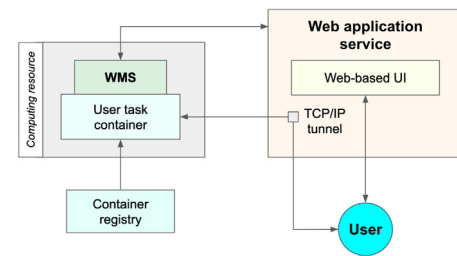 Computing resource
WMS
User task
container
Container
registry
Web application
service
Web-based UI
TCP/IP
tunnel
User